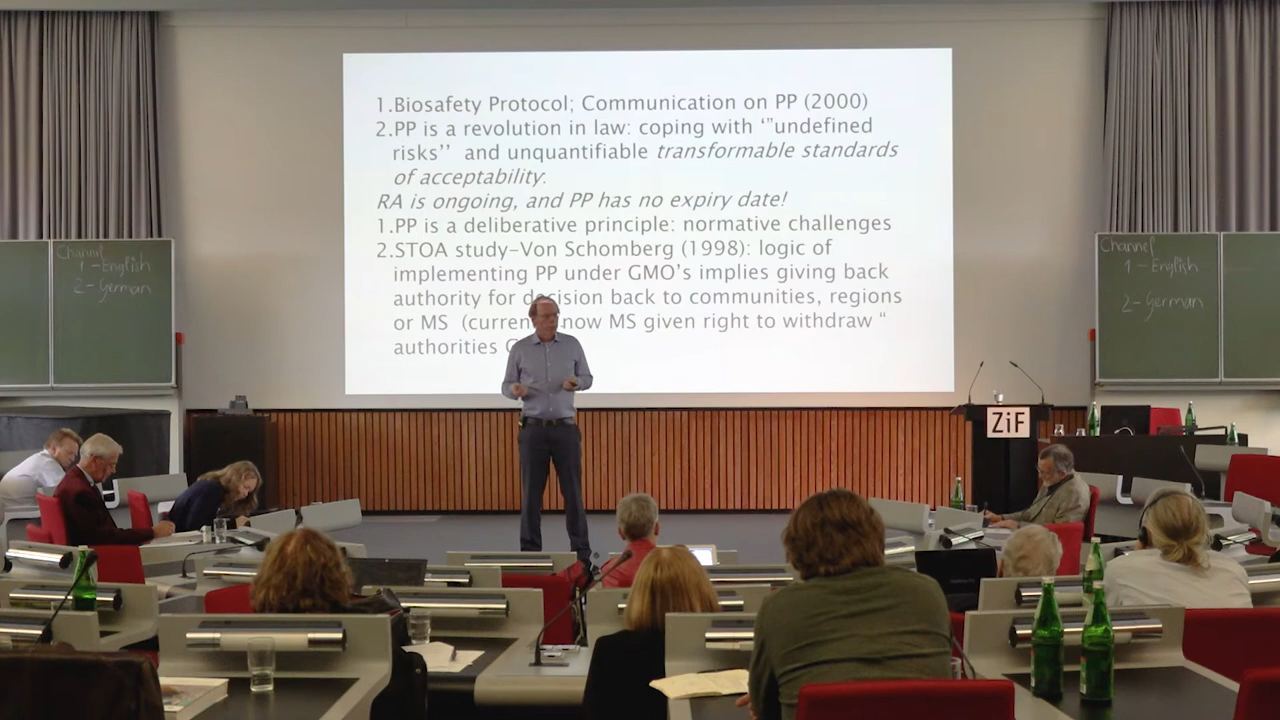 1.Biosafety Protocol; Communication on PP (2000)
2.PP is a revolution in law: coping with ‘”undefined
risks’’ and unquantifiable transformable standards
of acceptability.
RA is ongoing, and PP has no expiry date!
1.PP is a deliberative principle: normative challenges
2.STOA study–Von Schomberg (1998): logic of
implementing PP under GMO’s implies giving back
authority for decision back to communities, regions
or MS (current now MS given right to withdraw “
authorities
Channel
1 - English
2 - German
Channel
1 - English
2 - German
ZiF